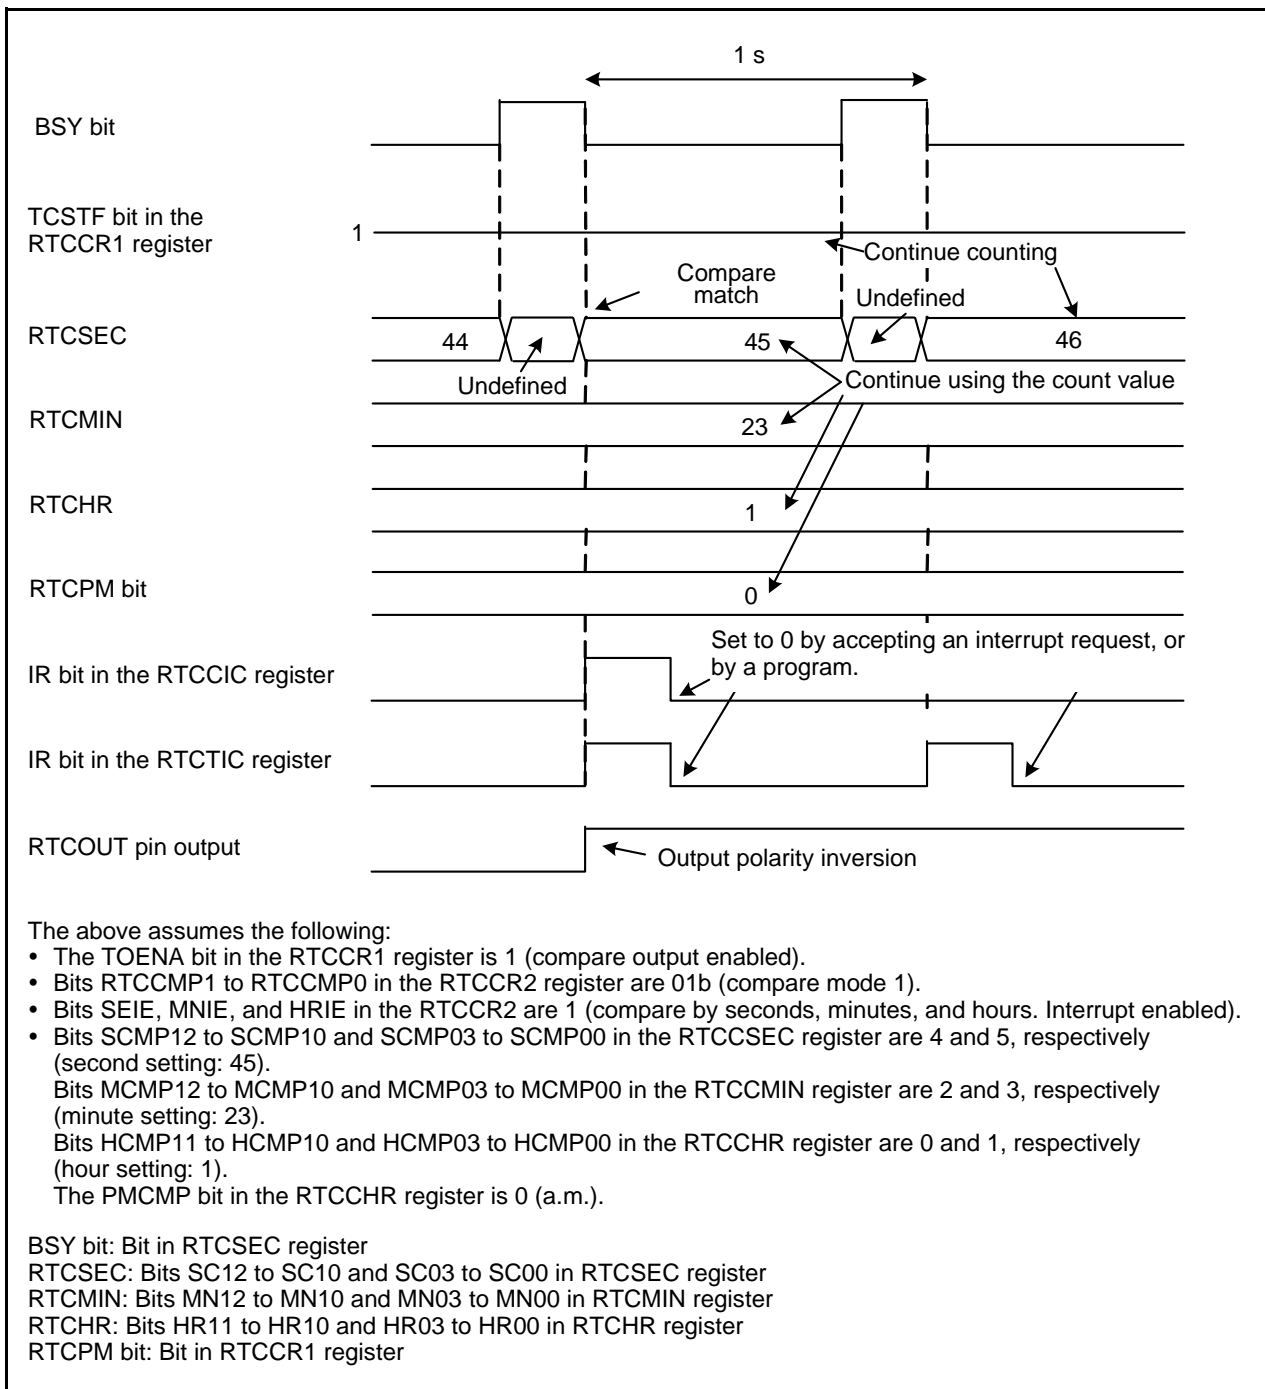 1 s
BSY bit
TCSTF bit in the
RTCCR1 register
1
Continue counting
Compare
match
Undefined
RTCSEC
44
45
46
Undefined
Continue using the count value
RTCMIN
23
RTCHR
1
RTCPM bit
0
Set to 0 by accepting an interrupt request, or
by a program.
IR bit in the RTCCIC register
IR bit in the RTCTIC register
RTCOUT pin output
Output polarity inversion
The above assumes the following:
• The TOENA bit in the RTCCR1 register is 1 (compare output enabled).
• Bits RTCCMP1 to RTCCMP0 in the RTCCR2 register are 01b (compare mode 1).
• Bits SEIE, MNIE, and HRIE in the RTCCR2 are 1 (compare by seconds, minutes, and hours. Interrupt enabled).
• Bits SCMP12 to SCMP10 and SCMP03 to SCMP00 in the RTCCSEC register are 4 and 5, respectively
(second setting: 45).
Bits MCMP12 to MCMP10 and MCMP03 to MCMP00 in the RTCCMIN register are 2 and 3, respectively
(minute setting: 23).
Bits HCMP11 to HCMP10 and HCMP03 to HCMP00 in the RTCCHR register are 0 and 1, respectively
(hour setting: 1).
The PMCMP bit in the RTCCHR register is 0 (a.m.).
BSY bit: Bit in RTCSEC register
RTCSEC: Bits SC12 to SC10 and SC03 to SC00 in RTCSEC register
RTCMIN: Bits MN12 to MN10 and MN03 to MN00 in RTCMIN register
RTCHR: Bits HR11 to HR10 and HR03 to HR00 in RTCHR register
RTCPM bit: Bit in RTCCR1 register